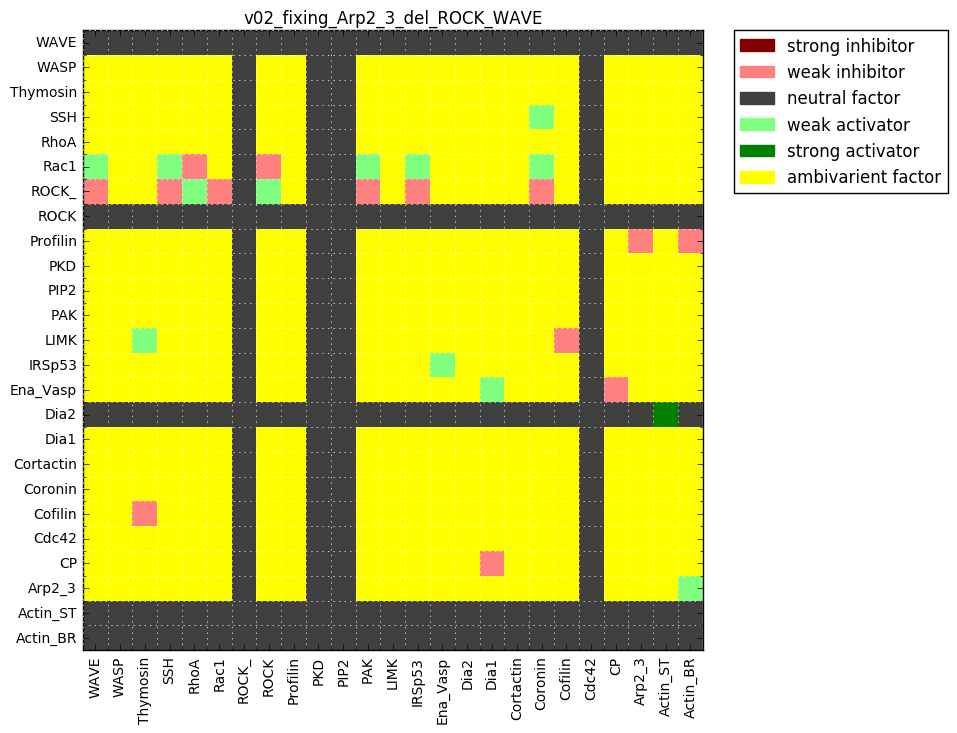 v02_fixing_Arp2_3_del_ROCK_WAVE
WAVE
WASP
Thymosin
SSH
RhoA
Rac1
ROCK_
ROCK
Profilin
PKD
PIP2
PAK
LIMK
IRSp53
Ena_Vasp
Dia2
Dia1
Cortactin
Coronin
Cofilin
Cdc42
CP
Arp2_3
Actin_ST
Actin_BR
WAVE
WASP
Thymosin
SSH
RhoA
Rac1
ROCK_
ROCK
Profilin
PKD
PIP2
PAK
LIMK
IRSp53
Ena_Vasp
Dia2
Dia1
Cortactin
Coronin
Cofilin
Cdc42
CP
Arp2_3
Actin_ST
Actin_BR
strong inhibitor
weak inhibitor
neutral factor
weak activator
strong activator
ambivarient factor